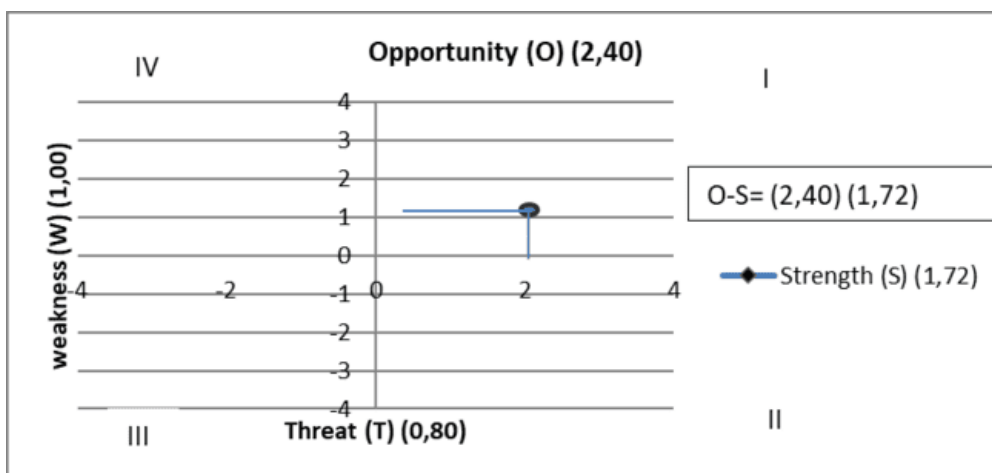 Opportunity (O) (2,40)
IV
I
4
3
2
1
0
-1
-2
-3
-4
-4
-2
0
2
4
weakness (W) (1,00)
O-S= (2,40) (1,72)
Strength (S) (1,72)
Threat (T) (0,80)
III
II